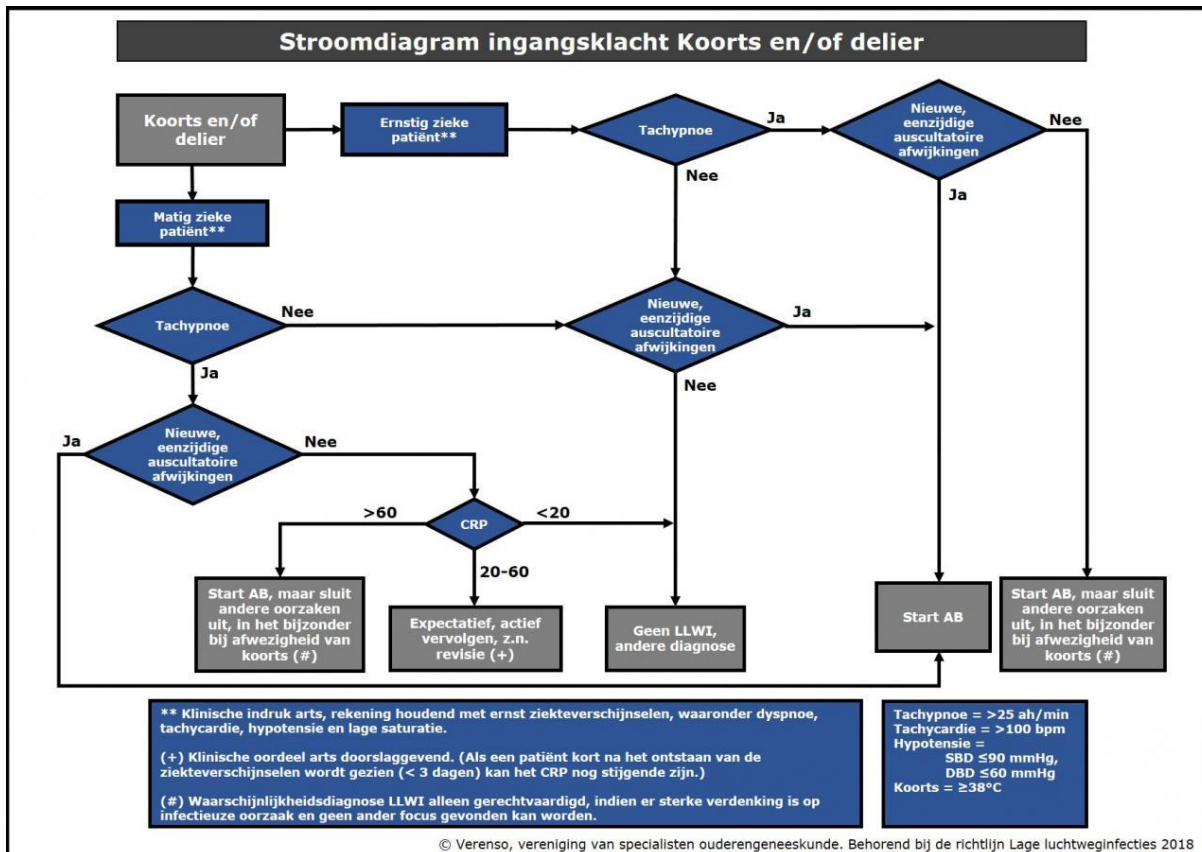 Stroomdiagram ingangsklacht Koorts en/of delier
Koorts en/of
delier
Ernstig zieke
patiënt**
Tachypnoe
Ja
Nieuwe,
eenzijdige
auscultatoire
afwijkingen
Nee
Nee
Ja
Matig zieke
patiënt**
Tachypnoe
Nee
Nieuwe,
eenzijdige
auscultatoire
afwijkingen
Ja
Ja
Nee
Ja
Nieuwe,
eenzijdige
auscultatoire
afwijkingen
Nee
>60
CRP
<20
20-60
Start AB, maar sluit
andere oorzaken
uit, in het bijzonder
bij afwezigheid van
koorts (#)
Expectatief, actief
vervolgen, z.n.
revisie (+)
Geen LLWI,
andere diagnose
Start AB
Start AB, maar sluit
andere oorzaken
uit, in het bijzonder
bij afwezigheid van
koorts (#)
** Klinische indruk arts, rekening houdend met ernst ziekteverschijnselen, waaronder dyspnoe,
tachycardie, hypotensie en lage saturatie.
(+) Klinische oordeel arts doorslaggevend. (Als een patiënt kort na het ontstaan van de
ziekteverschijnselen wordt gezien (< 3 dagen) kan het CRP nog stijgende zijn.)
(#) Waarschijnlijkheidsdiagnose LLWI alleen gerechtvaardigd, indien er sterke verdenking is op
infectieuze oorzaak en geen ander focus gevonden kan worden.
Tachypnoe = >25 ah/min
Tachycardie = >100 bpm
Hypotensie =
SBD ≤90 mmHg,
DBD ≤60 mmHg
Koorts = ≥38°C
© Verenso, vereniging van specialisten ouderengeneeskunde. Behorend bij de richtlijn Lage luchtweginfecties 2018